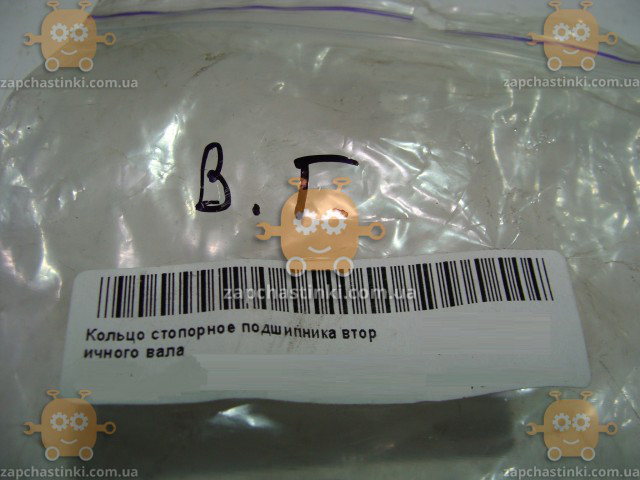 zapchastinki.com.ua zapchastinki.com.ua
В. Г.
zapchastinki.com.ua
Кольцо стопорное подшипника втор
ичного вала
zapchastinki.com.ua zapchastinki.com.ua